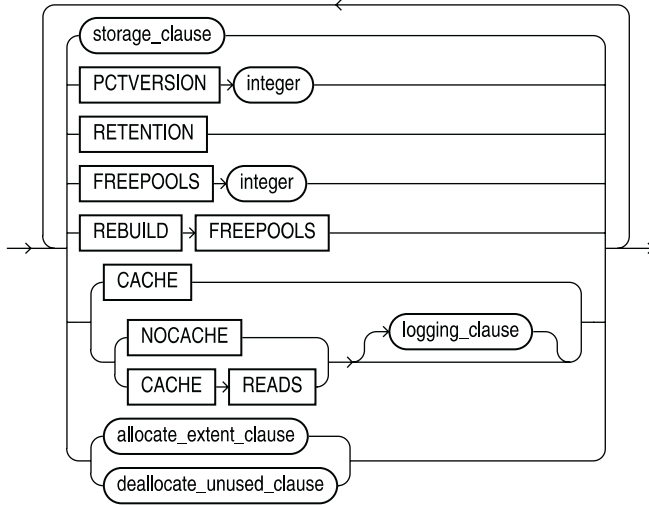 storage_clause
PCTVERSION integer
RETENTION
FREEPOOLS integer
REBUILD FREEPOOLS
CACHE
NOCACHE
logging_clause
CACHE READS
allocate_extent_clause
deallocate_unused_clause